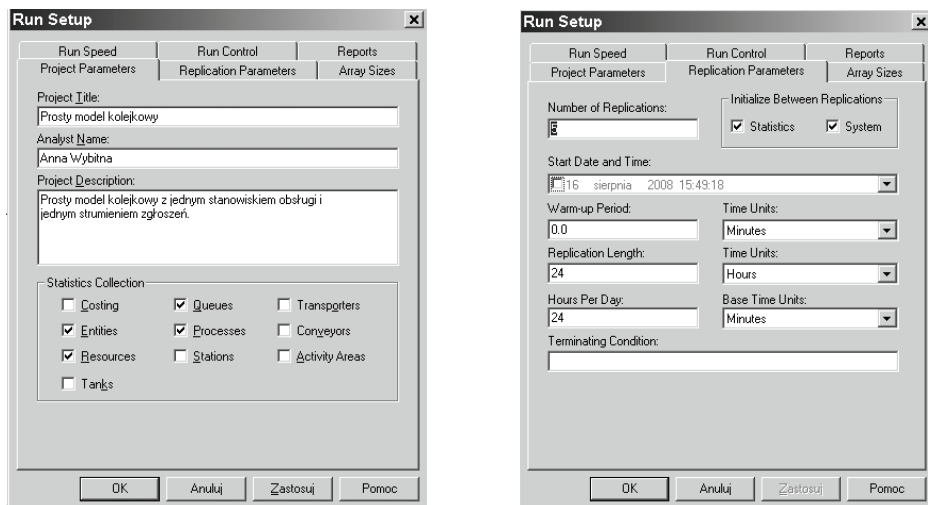 Run Setup
Run Speed
Run Control
Reports
Project Parameters
Replication Parameters
Array Sizes
Project Title:
Prosty model kolejkowy
Analyst Name:
Anna Wybitna
Project Description:
Prosty model kolejkowy z jednym stanowiskiem obsługi i
jednym strumieniem zgłoszeń.
Statistics Collection
Costing
Queues
Transporters
Entities
Processes
Conveyors
Resources
Stations
Activity Areas
Tanks
OK
Anuluj
Zastosuj
Pomoc
Run Setup
Run Speed
Run Control
Reports
Project Parameters
Replication Parameters
Array Sizes
Number of Replications:
Initialize Between Replications
Statistics
System
Start Date and Time:
16 sierpnia 2008 15:49:18
Warm-up Period:
Time Units:
0.0
Minutes
Replication Length:
Time Units:
24
Hours
Hours Per Day:
Base Time Units:
24
Minutes
Terminating Condition:
OK
Anuluj
Zastosuj
Pomoc